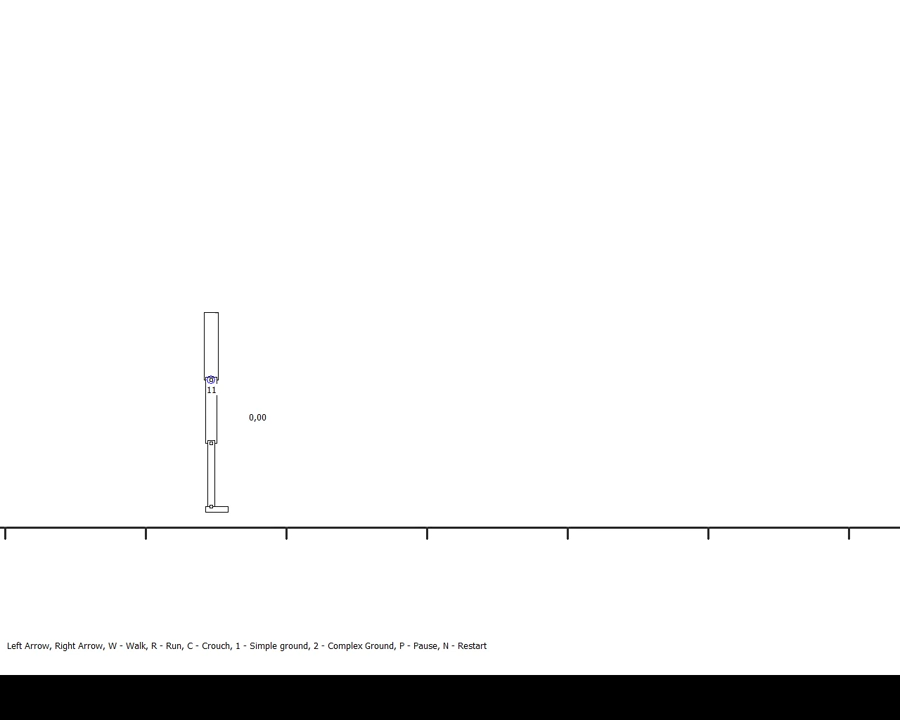 11
0,00
Left Arrow, Right Arrow, W - Walk, R - Run, C - Crouch, 1 - Simple ground, 2 - Complex Ground, P - Pause, N - Restart